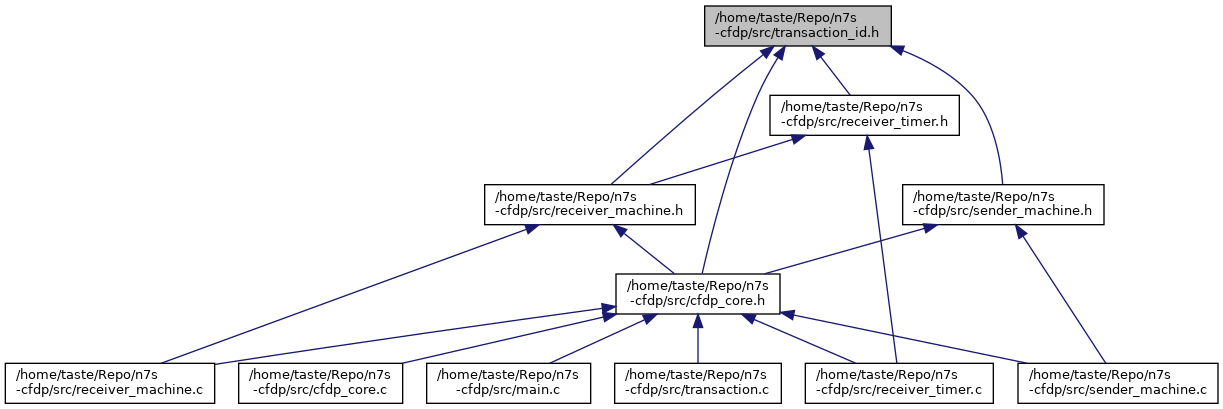 /home/taste/Repo/n7s
-cfdp/src/transaction_id.h
/home/taste/Repo/n7s
-cfdp/src/receiver_timer.h
/home/taste/Repo/n7s
-cfdp/src/receiver_machine.h
/home/taste/Repo/n7s
-cfdp/src/sender_machine.h
/home/taste/Repo/n7s
-cfdp/src/cfdp_core.h
/home/taste/Repo/n7s
-cfdp/src/receiver_machine.c
/home/taste/Repo/n7s
-cfdp/src/cfdp_core.c
/home/taste/Repo/n7s
-cfdp/src/main.c
/home/taste/Repo/n7s
-cfdp/src/transaction.c
/home/taste/Repo/n7s
-cfdp/src/receiver_timer.c
/home/taste/Repo/n7s
-cfdp/src/sender_machine.c